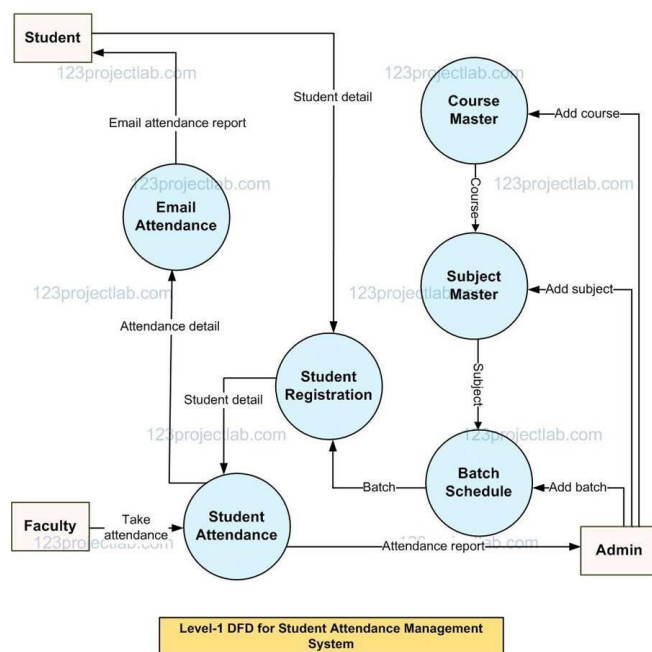 Student
123projectlab.com
123projectlab.com
Student detail
Course
Master
Add course
Email attendance report
123projectlab.com
123projectlab.com
Course
Email
Attendance
Subject
Master
Add subject
123projectlab.com
123projectlab.com
Attendance detail
Student
Registration
Subject
Student detail
123projectlab.com
123projectlab.com
Batch
Schedule
Batch
Add batch
Faculty
Take
attendance
Student
Attendance
123projectlab.com
123projectlab.com
Attendance report
Admin
Level-1 DFD for Student Attendance Management
System